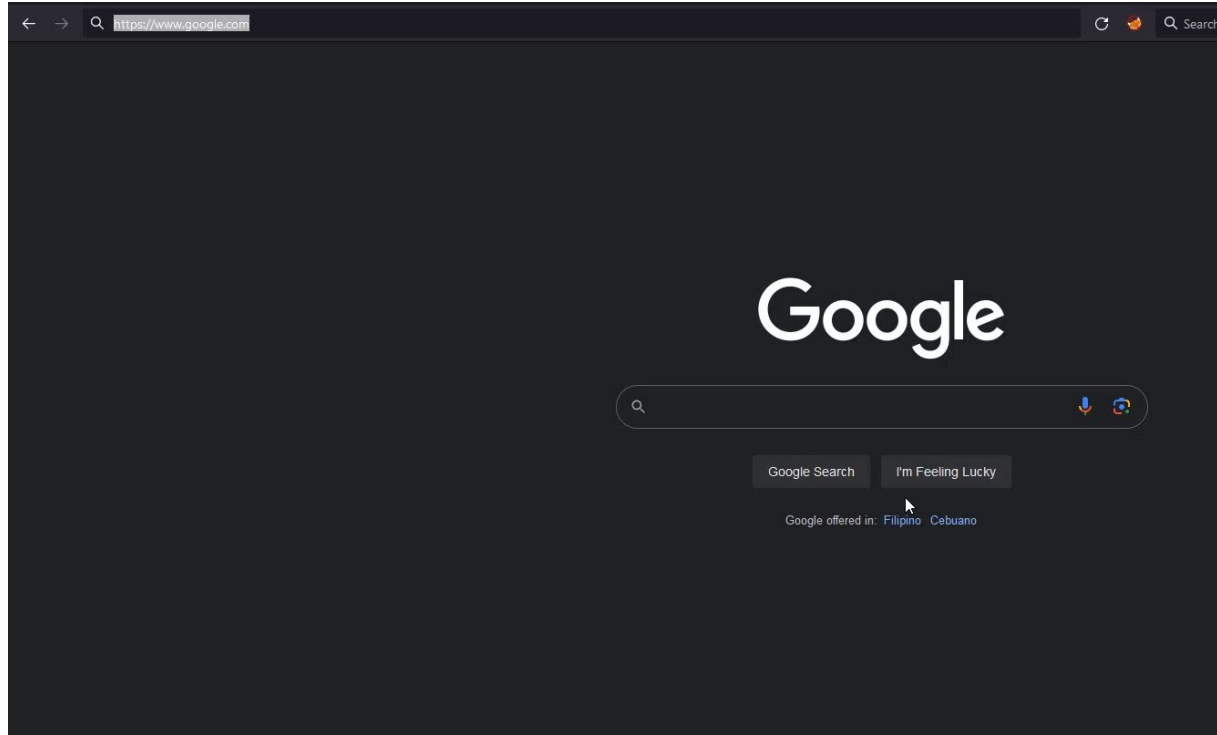 https://www.google.com
Search
Google
Google Search
I'm Feeling Lucky
Google offered in: Filipino Cebuano